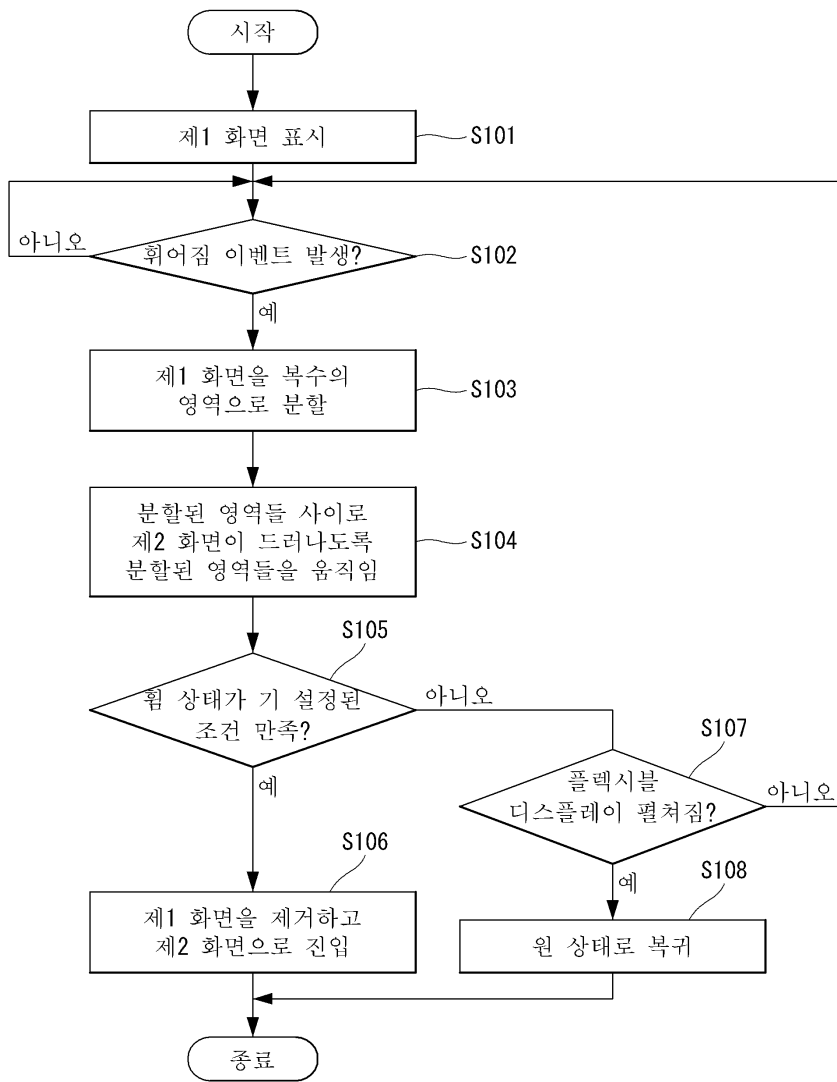 시작
제1 화면 표시
S101
휘어짐 이벤트 발생?
S102
아니오
예
제1 화면을 복수의
영역으로 분할
S103
분할된 영역들 사이로
제2 화면이 드러나도록
분할된 영역들을 움직임
S104
휨 상태가 기 설정된
조건 만족?
S105
아니오
예
플렉시블
디스플레이 펼쳐짐?
S107
아니오
예
제1 화면을 제거하고
제2 화면으로 진입
S106
원 상태로 복귀
S108
종료